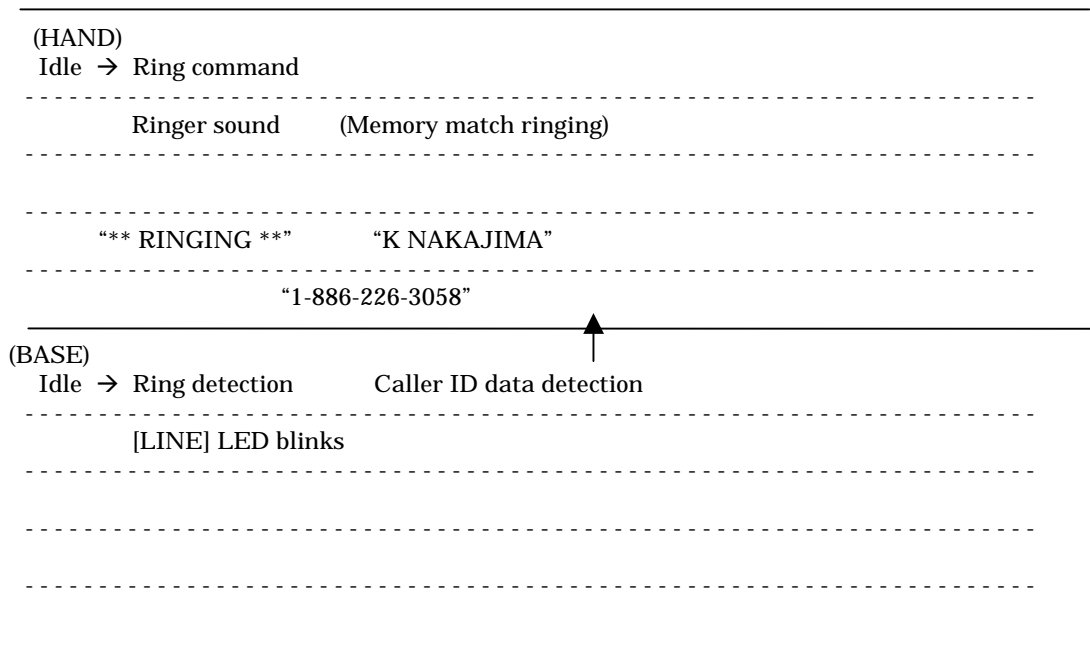 (HAND)
Idle → Ring command
Ringer sound (Memory match ringing)
“** RINGING **” “K NAKAJIMA”
“1-886-226-3058”
(BASE)
Idle → Ring detection Caller ID data detection
[LINE] LED blinks